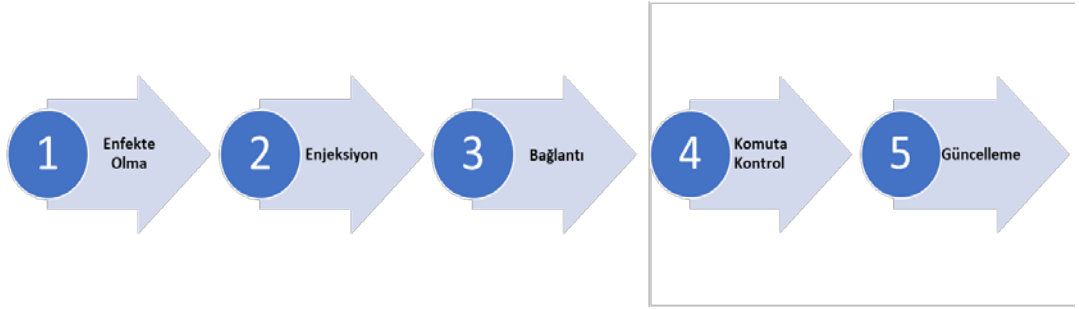 1
Enfekte
Olma
2
Enjeksiyon
3
Bağlantı
4
Komuta
Kontrol
5
Güncelleme